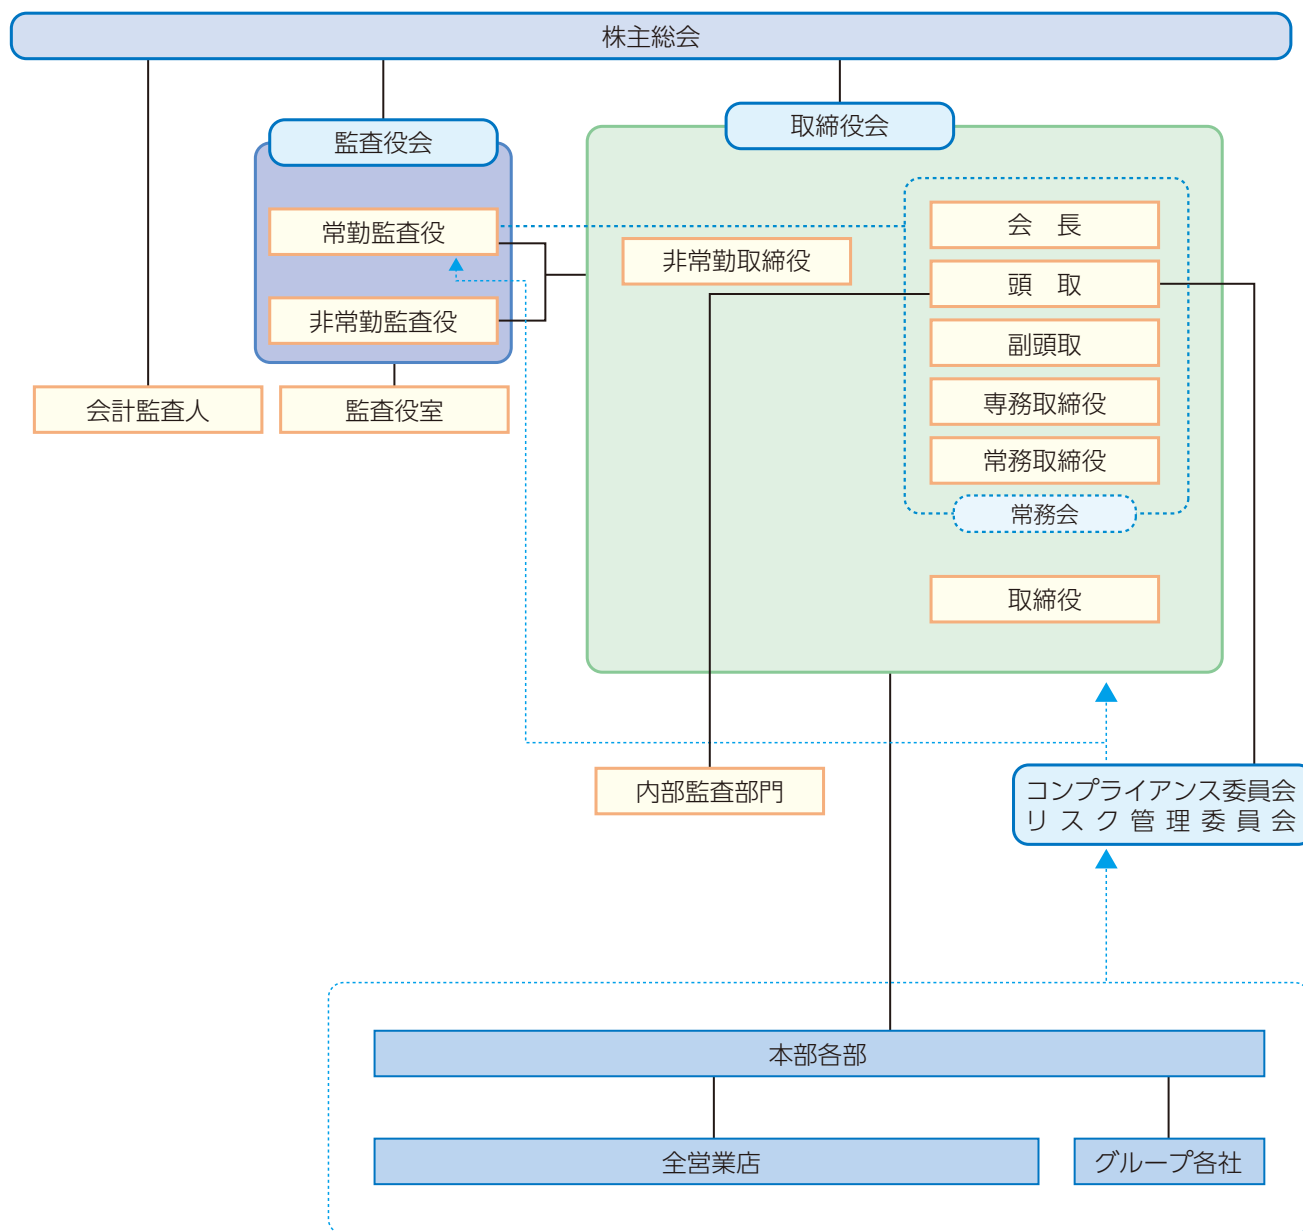 株主総会
監査役会
取締役会
常勤監査役
非常勤監査役
会計監査人
監査役室
非常勤取締役
会　長
頭　取
副頭取
専務取締役
常務取締役
常務会
取締役
内部監査部門
コンプライアンス委員会
リスク管理委員会
本部各部
全営業店
グループ各社